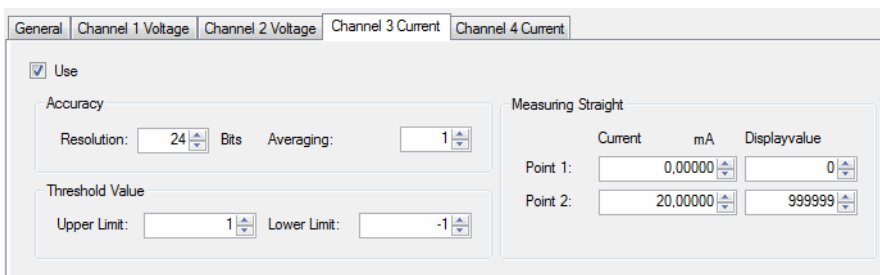 General Channel 1 Voltage Channel 2 Voltage Channel 3 Current Channel 4 Current
Use
Accuracy
Resolution: 24 Bits Averaging: 1
Threshold Value
Upper Limit: 1 Lower Limit: -1
Measuring Straight
Current mA Displayvalue
Point 1: 0,00000 0
Point 2: 20,00000 999999